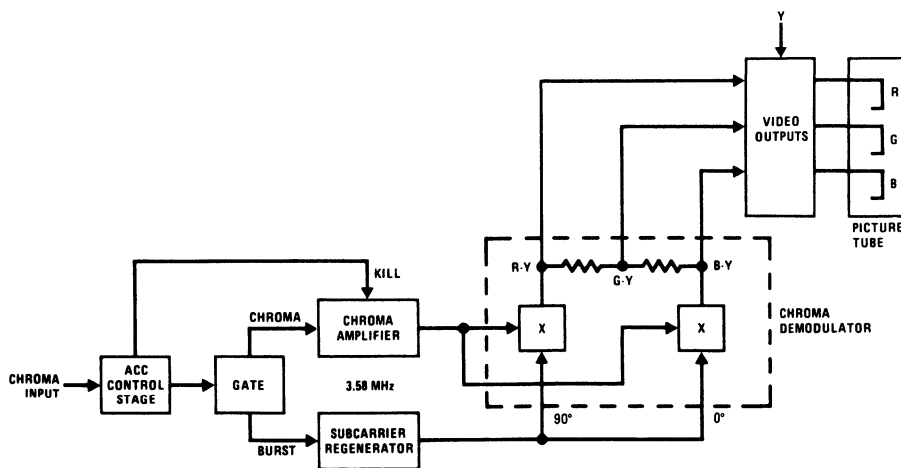 Y
R
VIDEO
OUTPUTS
G
B
PICTURE
TUBE
R-Y
G-Y
B-Y
KILL
CHROMA
CHROMA
AMPLIFIER
X
X
CHROMA
DEMODULATOR
CHROMA
INPUT
ACC
CONTROL
STAGE
GATE
3.58 MHz
90°
0°
BURST
SUBCARRIER
REGENERATOR